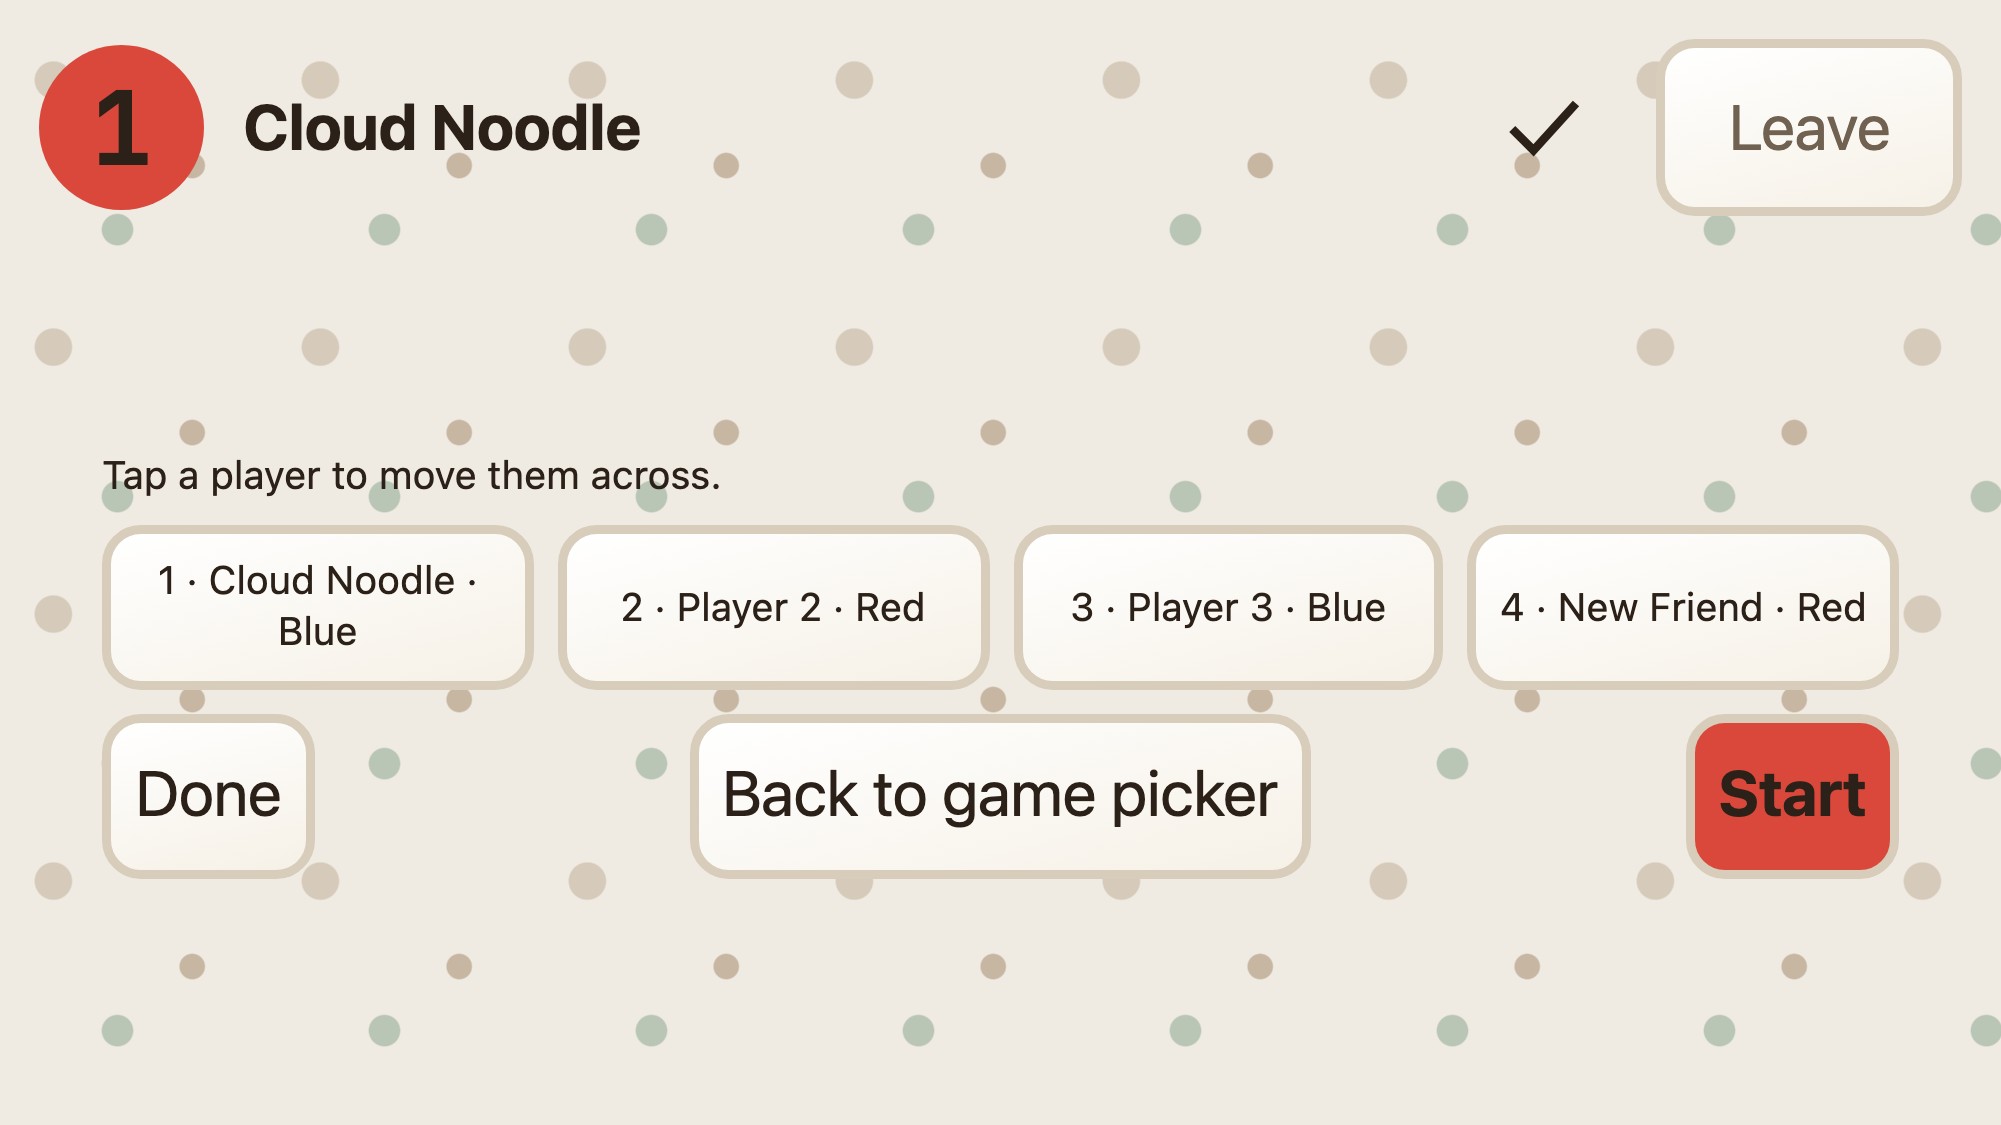 1
Cloud Noodle
Leave
Tap a player to move them across.
1 · Cloud Noodle ·
Blue
2 · Player 2 · Red
3 · Player 3 · Blue
4 · New Friend · Red
Done
Back to game picker
Start